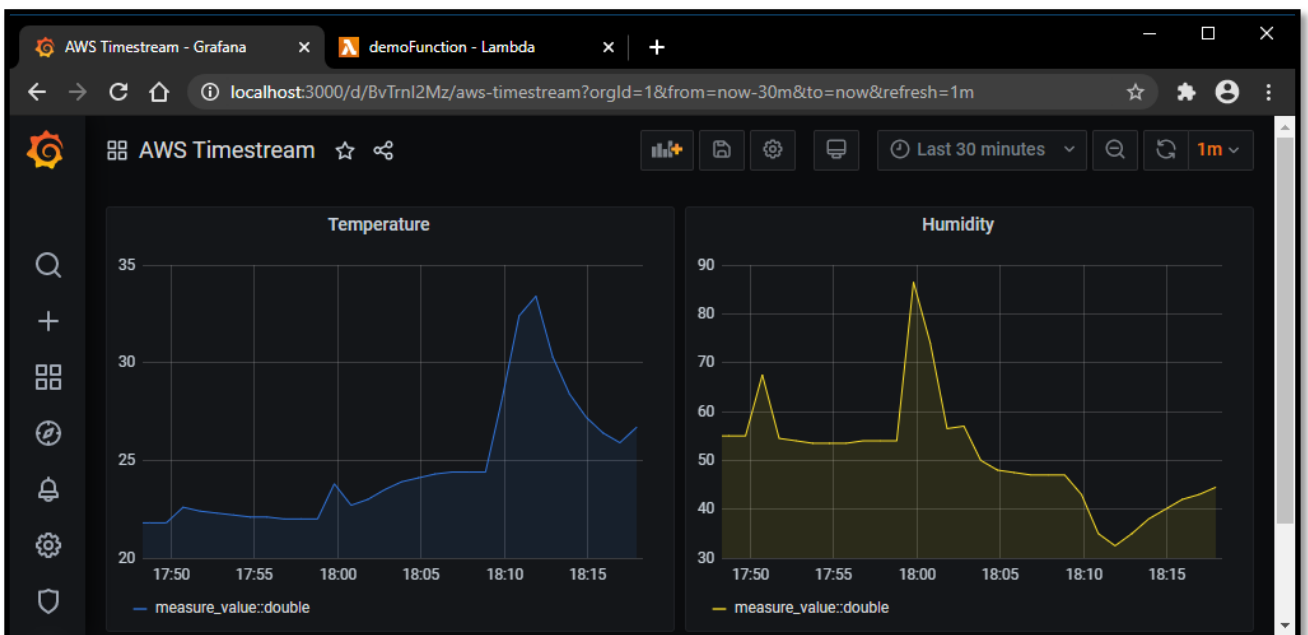 AWS Timestream - Grafana
demoFunction - Lambda
localhost:3000/d/BvTrnI2Mz/aws-timestream?orgId=1&from=now-30m&to=now&refresh=1m
AWS Timestream
Last 30 minutes
1m
Temperature
35
30
25
20
17:50 17:55 18:00 18:05 18:10 18:15
measure_value::double
Humidity
90
80
70
60
50
40
30
17:50 17:55 18:00 18:05 18:10 18:15
measure_value::double